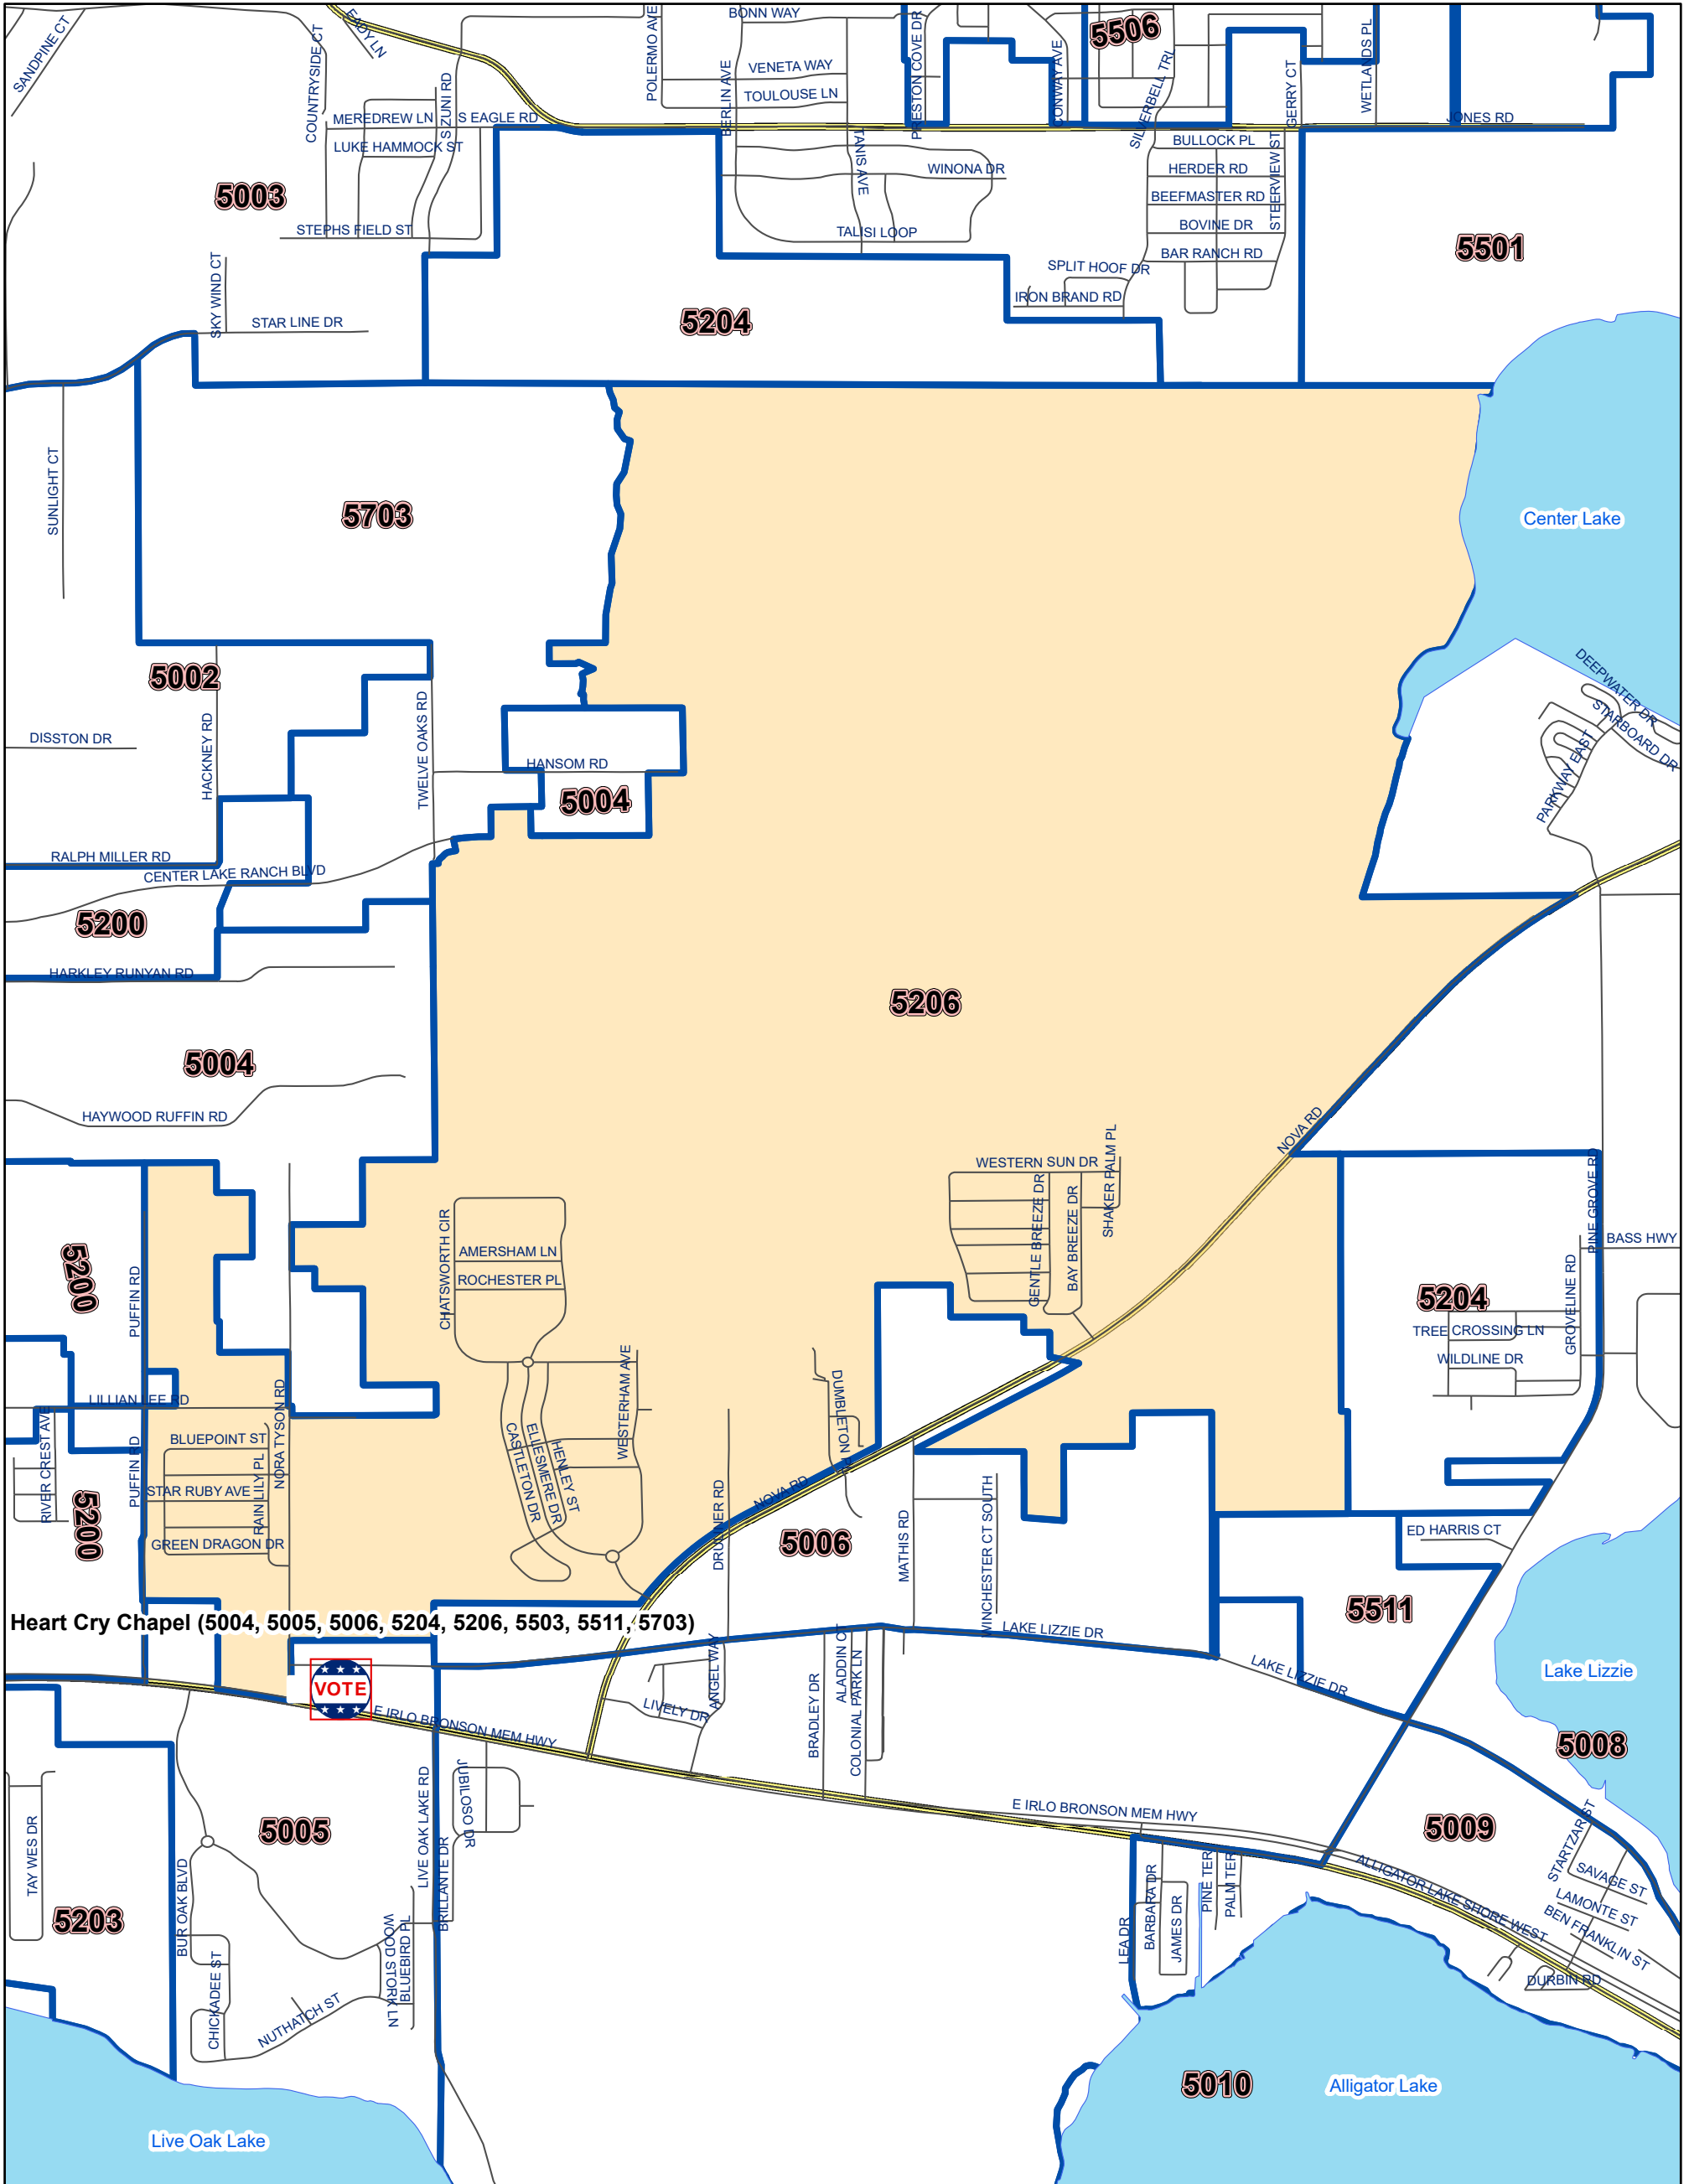 SANDPINE CT
EADY LN
COUNTRYSIDE CT
S ZUNI RD
POLERMO AVE
BONN WAY
BERLIN AVE
VENETA WAY
TOULOUSE LN
PRESTON COVE DR
CONWAY AVE
5506
SILVERBELL TRL
GERRY CT
WETLANDS PL
JONES RD
MEREDREW LN
S EAGLE RD
LUKE HAMMOCK ST
TANIS AVE
BULLOCK PL
HERDER RD
WINONA DR
STEERVIEW ST
BEEFMASTER RD
5003
BOVINE DR
STEPHS FIELD ST
TALISI LOOP
5501
BAR RANCH RD
SPLIT HOOF DR
IRON BRAND RD
SKY WIND CT
STAR LINE DR
5204
SUNLIGHT CT
5703
Center Lake
5002
DEEPWATER DR
STARBOARD DR
PARKWAY EAST
DISSTON DR
HACKNEY RD
TWELVE OAKS RD
HANSOM RD
5004
RALPH MILLER RD
CENTER LAKE RANCH BLVD
5200
HARKLEY RUNYAN RD
5206
5004
HAYWOOD RUFFIN RD
NOVA RD
WESTERN SUN DR
SHAKER PALM PL
GENTLE BREEZE DR
BAY BREEZE DR
PINE GROVE RD
BASS HWY
5200
PUFFIN RD
CHATSWORTH CIR
AMERSHAM LN
ROCHESTER PL
5204
GROVELINE RD
TREE CROSSING LN
WILDLINE DR
LILLIAN LEE RD
NORA TYSON RD
WESTERHAM AVE
RIVER CREST AVE
PUFFIN RD
BLUEPOINT ST
RAIN LILY PL
STAR RUBY AVE
GREEN DRAGON DR
5200
CASTLETON DR
ELLESMERE DR
HENLEY ST
NOVA RD
DRUMMER RD
5006
MATHIS RD
WINCHESTER CT SOUTH
ED HARRIS CT
5511
Heart Cry Chapel (5004, 5005, 5006, 5204, 5206, 5503, 5511, 5703)
LAKE LIZZIE DR
LAKE LIZZIE DR
Lake Lizzie
VOTE
E IRLO BRONSON MEM HWY
LIVELY DR
ANGEL WAY
BRADLEY DR
COLONIAL PARK LN
5008
5005
LIVE OAK LAKE RD
JUBILOSO DR
BRILLANTE DR
E IRLO BRONSON MEM HWY
5009
STARTZAR ST
SAVAGE ST
LAMONTE ST
BEN FRANKLIN ST
ALLIGATOR LAKE SHORE WEST
DURBIN RD
TAY WES DR
5203
BUR OAK BLVD
CHICKADEE ST
NUTHATCH ST
WOOD STORK LN
BLUEBIRD PL
LEA DR
BARBARA DR
JAMES DR
PINE TER
PALM TER
5010
Alligator Lake
Live Oak Lake